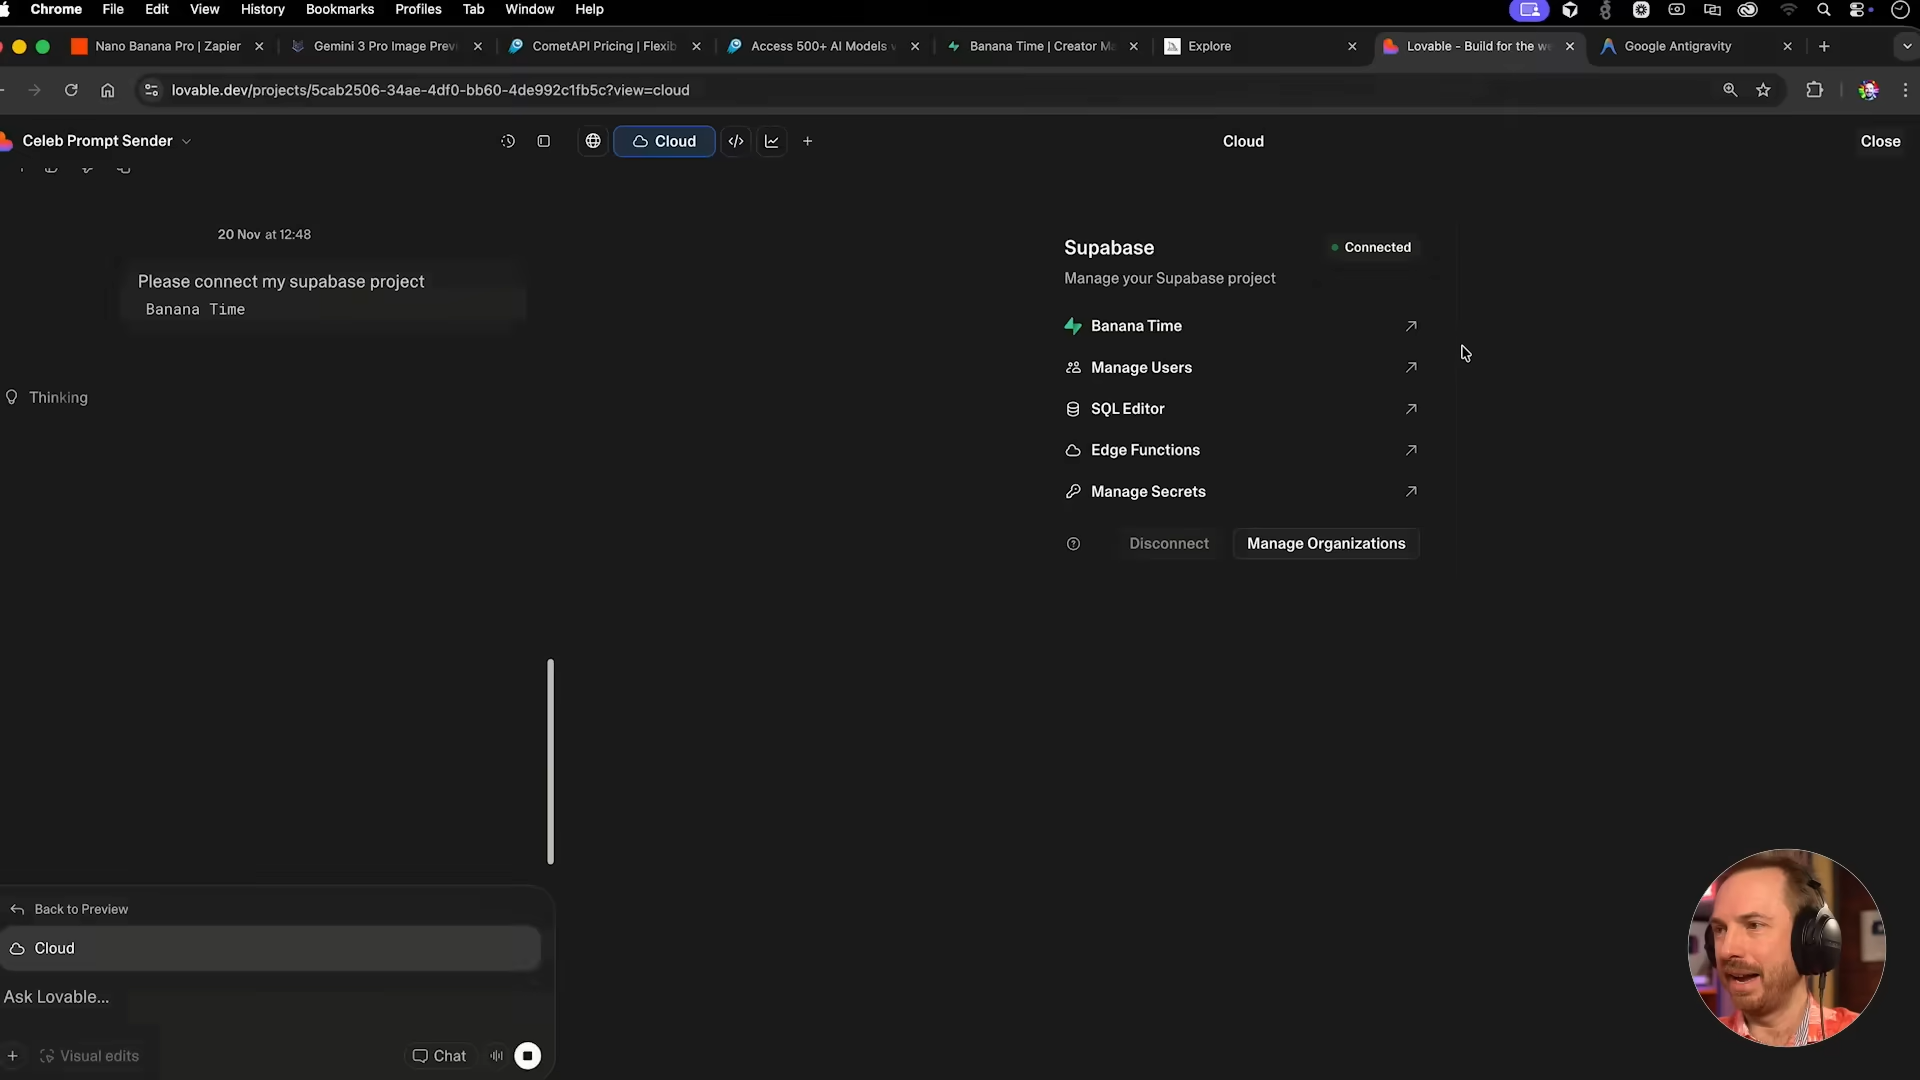 Chrome File Edit View History Bookmarks Profiles Tab Window Help
Nano Banana Pro | Zapier
Gemini 3 Pro Image Previ
CometAPI Pricing | Flexib
Access 500+ AI Models v
Banana Time | Creator Ma
Explore
Lovable - Build for the we
Google Antigravity
lovable.dev/projects/5cab2506-34ae-4df0-bb60-4de992c1fb5c?view=cloud
Celeb Prompt Sender
Cloud
Cloud
Close
20 Nov at 12:48
Please connect my supabase project
Banana Time
Thinking
Supabase
Connected
Manage your Supabase project
Banana Time
Manage Users
SQL Editor
Edge Functions
Manage Secrets
Disconnect
Manage Organizations
Back to Preview
Cloud
Ask Lovable...
Visual edits
Chat